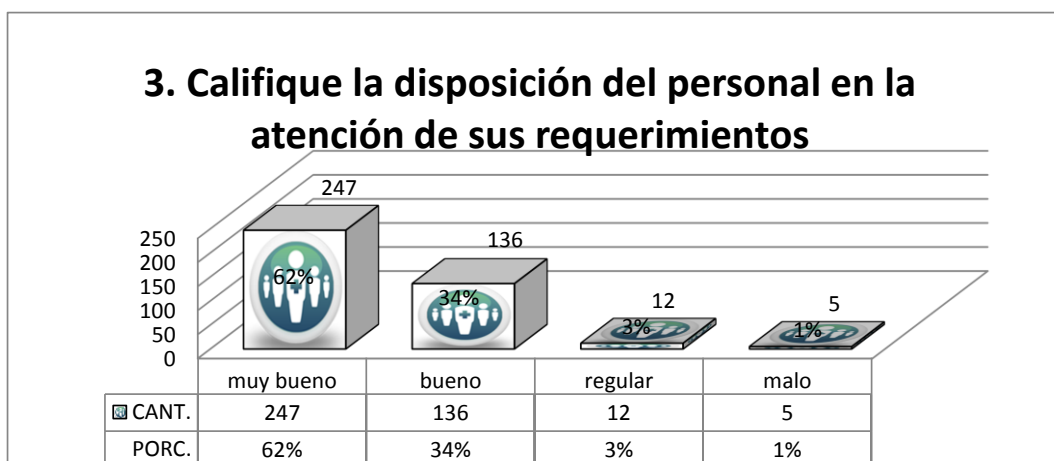 3. Califique la disposición del personal en la
atención de sus requerimientos
247
136
12
5
250
200
150
100
50
0
62%
34%
3%
1%
muy bueno bueno regular malo
CANT. 247 136 12 5
PORC. 62% 34% 3% 1%